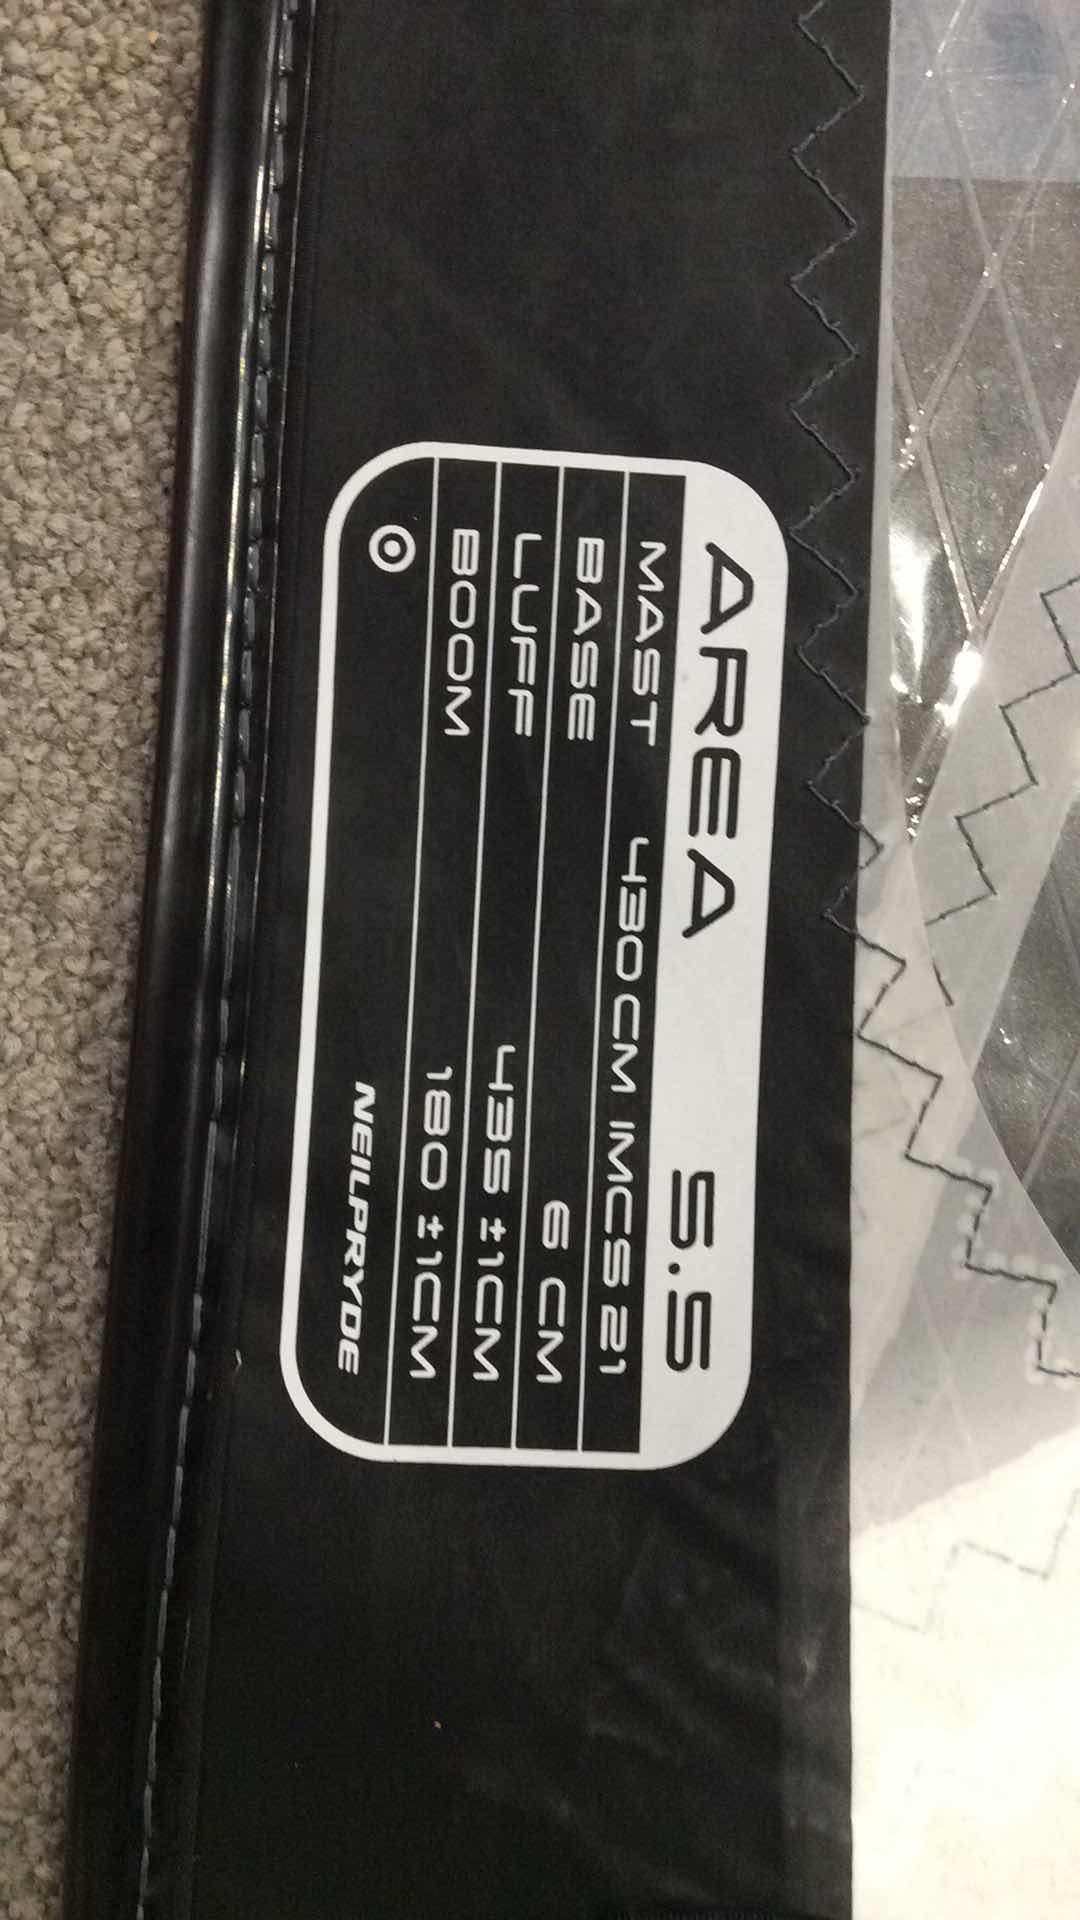 AREA 5.5
MAST 430 CM IMCS 21
BASE 6 CM
LUFF 435 ±1CM
BOOM 180 ±1CM
NEILPRYDE